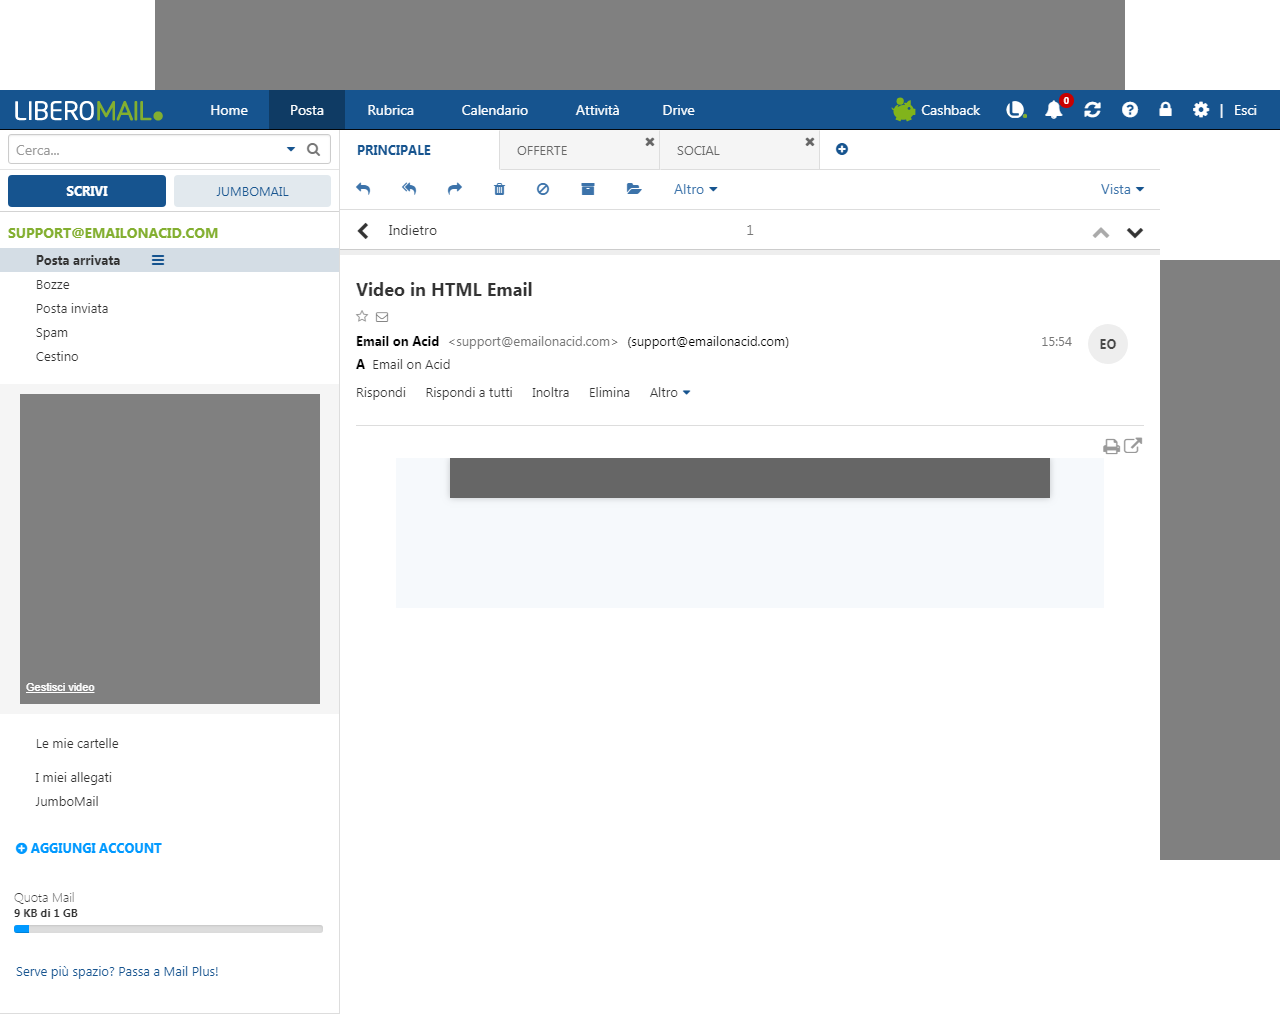 LIBEROMAIL Home Posta Rubrica Calendario Attività Drive Cashback 0 | Esci
Cerca...
PRINCIPALE OFFERTE SOCIAL
SCRIVI JUMBOMAIL
Altro Vista
SUPPORT@EMAILONACID.COM
Indietro 1
Posta arrivata
Bozze
Posta inviata
Spam
Cestino
Video in HTML Email
Email on Acid <support@emailonacid.com> (support@emailonacid.com) 15:54 EO
A Email on Acid
Rispondi Rispondi a tutti Inoltra Elimina Altro
Gestisci video
Le mie cartelle
I miei allegati
JumboMail
AGGIUNGI ACCOUNT
Quota Mail
9 KB di 1 GB
Serve più spazio? Passa a Mail Plus!